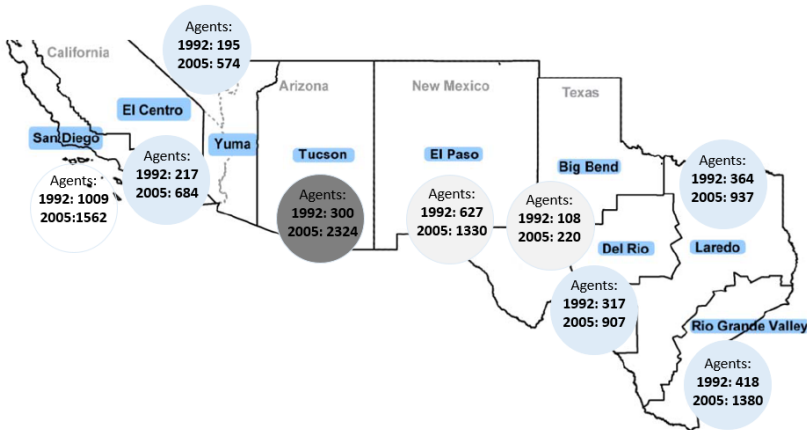 Agents:
1992: 195
2005: 574
California
Arizona
New Mexico
Texas
El Centro
San Diego
Yuma
Tucson
El Paso
Big Bend
Agents:
1992: 1009
2005:1562
Agents:
1992: 217
2005: 684
Agents:
1992: 300
2005: 2324
Agents:
1992: 627
2005: 1330
Agents:
1992: 108
2005: 220
Agents:
1992: 364
2005: 937
Del Rio
Laredo
Agents:
1992: 317
2005: 907
Rio Grande Valley
Agents:
1992: 418
2005: 1380